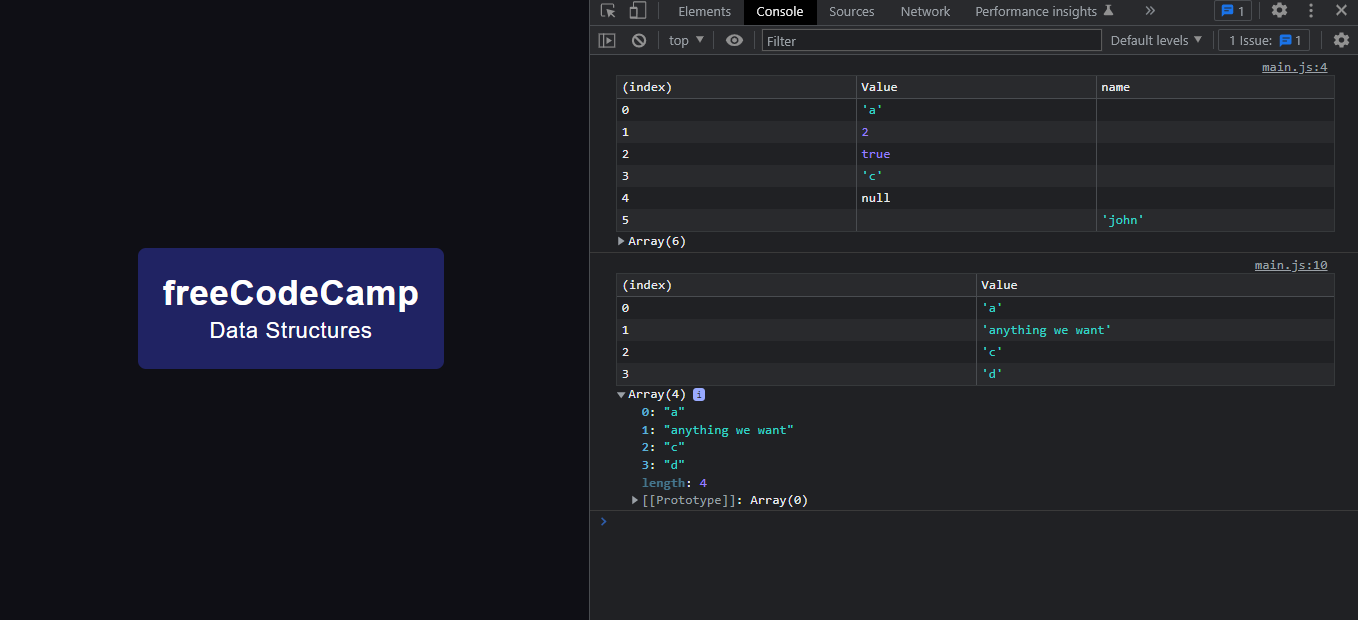 freeCodeCamp
Data Structures
Elements Console Sources Network Performance insights » 1
top Filter Default levels 1 Issue: 1
main.js:4
(index) Value name
0 'a'
1 2
2 true
3 'c'
4 null
5 'john'
Array(6)
main.js:10
(index) Value
0 'a'
1 'anything we want'
2 'c'
3 'd'
Array(4) i
0: "a"
1: "anything we want"
2: "c"
3: "d"
length: 4
[[Prototype]]: Array(0)
>